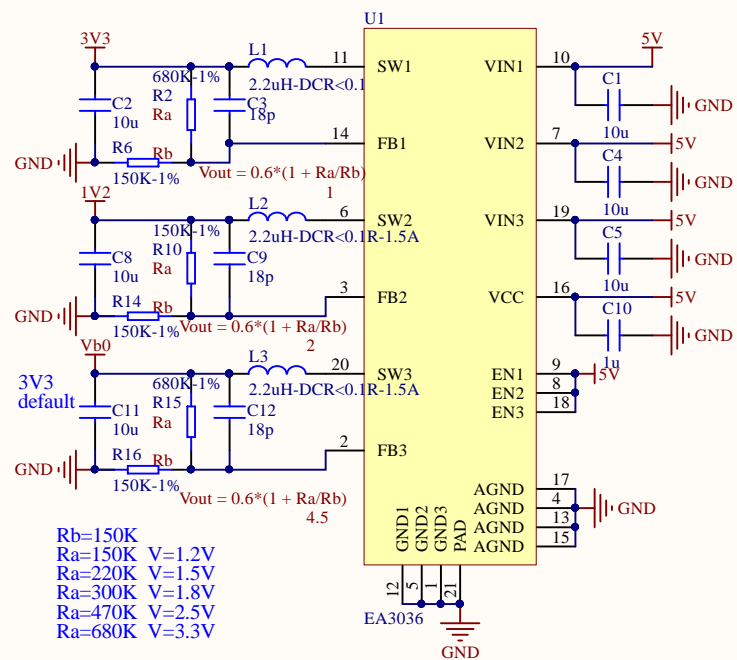 U1
3V3
L1
2.2uH-DCR<0.1
680K-1%
R2
Ra
C2
10u
C3
18p
R6
Rb
150K-1%
GND
Vout = 0.6*(1 + Ra/Rb)
1
11
SW1
14
FB1
1V2
L2
2.2uH-DCR<0.1R-1.5A
150K-1%
R10
Ra
C8
10u
C9
18p
R14
Rb
150K-1%
GND
Vout = 0.6*(1 + Ra/Rb)
2
6
SW2
3
FB2
Vb0
3V3
default
L3
2.2uH-DCR<0.1R-1.5A
680K-1%
R15
Ra
C11
10u
C12
18p
R16
Rb
150K-1%
GND
Vout = 0.6*(1 + Ra/Rb)
4.5
20
SW3
2
FB3
VIN1
10
5V
C1
10u
GND
VIN2
7
5V
C4
10u
GND
VIN3
19
5V
C5
10u
GND
VCC
16
5V
C10
1u
GND
EN1
9
5V
EN2
8
EN3
18
AGND
17
AGND
4
GND
AGND
13
AGND
15
GND1
GND2
GND3
PAD
12
5
1
21
EA3036
GND
Rb=150K
Ra=150K V=1.2V
Ra=220K V=1.5V
Ra=300K V=1.8V
Ra=470K V=2.5V
Ra=680K V=3.3V